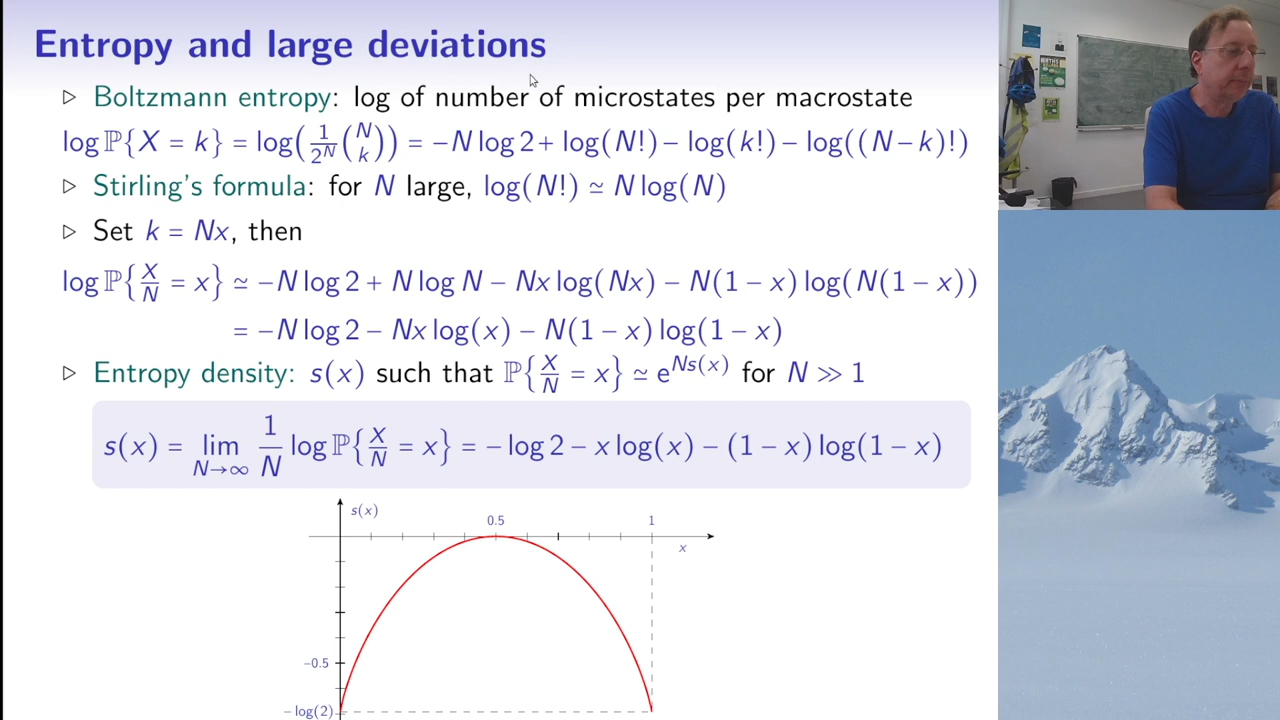 Entropy and large deviations
▷ Boltzmann entropy: log of number of microstates per macrostate
log ℙ{X = k} = log(1/2^N (N k)) = −N log 2 + log(N!) − log(k!) − log((N−k)!)
▷ Stirling's formula: for N large, log(N!) ≃ N log(N)
▷ Set k = Nx, then
log ℙ{X/N = x} ≃ −N log 2 + N log N − Nx log(Nx) − N(1 − x) log(N(1 − x))
= −N log 2 − Nx log(x) − N(1 − x) log(1 − x)
▷ Entropy density: s(x) such that ℙ{X/N = x} ≃ e^{Ns(x)} for N ≫ 1
s(x) = lim_{N→∞} 1/N log ℙ{X/N = x} = − log 2 − x log(x) − (1 − x) log(1 − x)
s(x)
0.5
1
x
−0.5
− log(2)